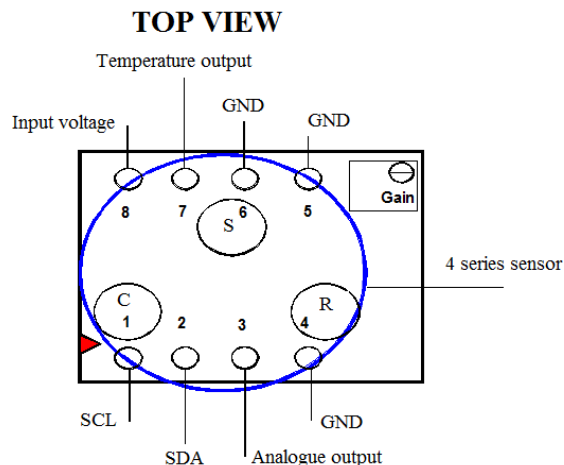 TOP VIEW
Temperature output
GND
Input voltage
GND
8
7
6
5
Gain
S
4 series sensor
C
R
1
2
3
4
SCL
GND
SDA
Analogue output